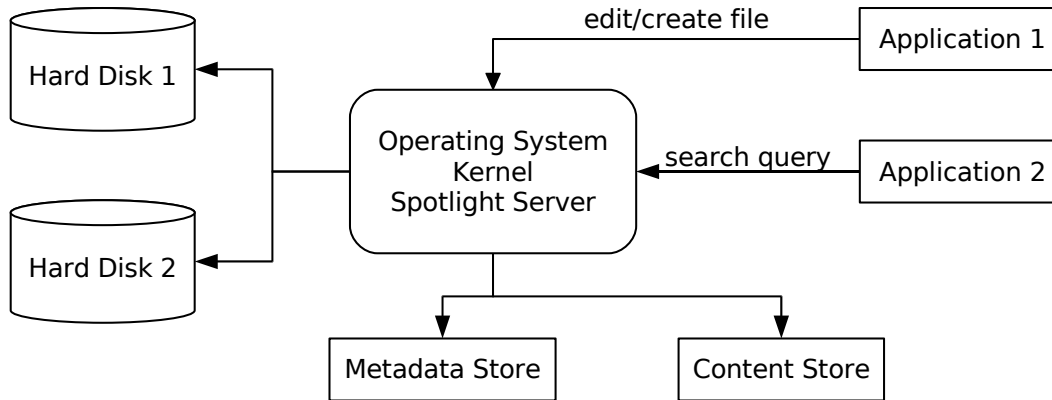 edit/create file
Application 1
Hard Disk 1
Operating System
Kernel
Spotlight Server
search query
Application 2
Hard Disk 2
Metadata Store
Content Store